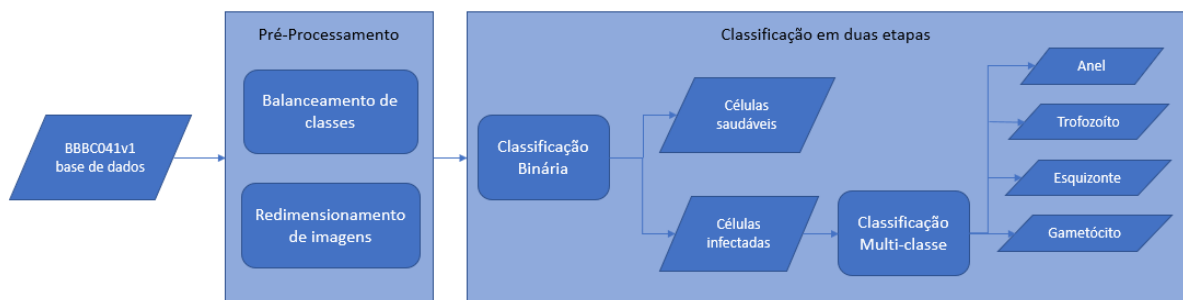 BBBC041v1
base de dados
Pré-Processamento
Balanceamento de
classes
Redimensionamento
de imagens
Classificação em duas etapas
Classificação
Binária
Células
saudáveis
Células
infectadas
Classificação
Multi-classe
Anel
Trofozoíto
Esquizonte
Gametócito